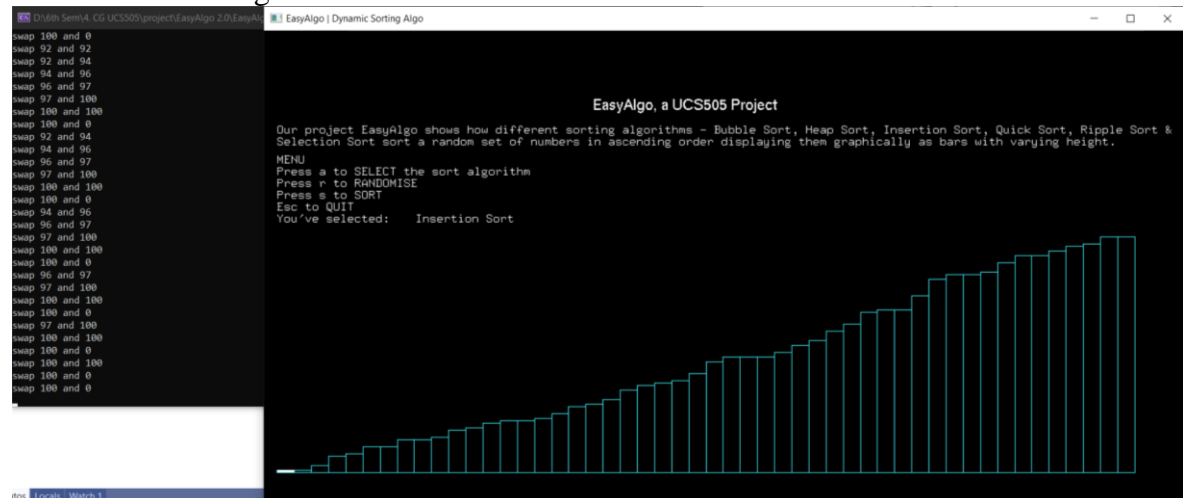 D:\6th Sem\4. CG UCS505\project\EasyAlgo 2.0\EasyAlg
swap 100 and 0
swap 92 and 92
swap 92 and 94
swap 94 and 96
swap 96 and 97
swap 97 and 100
swap 100 and 100
swap 100 and 0
swap 92 and 94
swap 94 and 96
swap 96 and 97
swap 97 and 100
swap 100 and 100
swap 100 and 0
swap 94 and 96
swap 96 and 97
swap 97 and 100
swap 100 and 100
swap 100 and 0
swap 96 and 97
swap 97 and 100
swap 100 and 100
swap 100 and 0
swap 97 and 100
swap 100 and 100
swap 100 and 0
swap 100 and 100
swap 100 and 0
swap 100 and 0
Locals Watch 1
EasyAlgo | Dynamic Sorting Algo
EasyAlgo, a UCS505 Project
Our project EasyAlgo shows how different sorting algorithms - Bubble Sort, Heap Sort, Insertion Sort, Quick Sort, Ripple Sort &
Selection Sort sort a random set of numbers in ascending order displaying them graphically as bars with varying height.
MENU
Press a to SELECT the sort algorithm
Press r to RANDOMISE
Press s to SORT
Esc to QUIT
You've selected: Insertion Sort